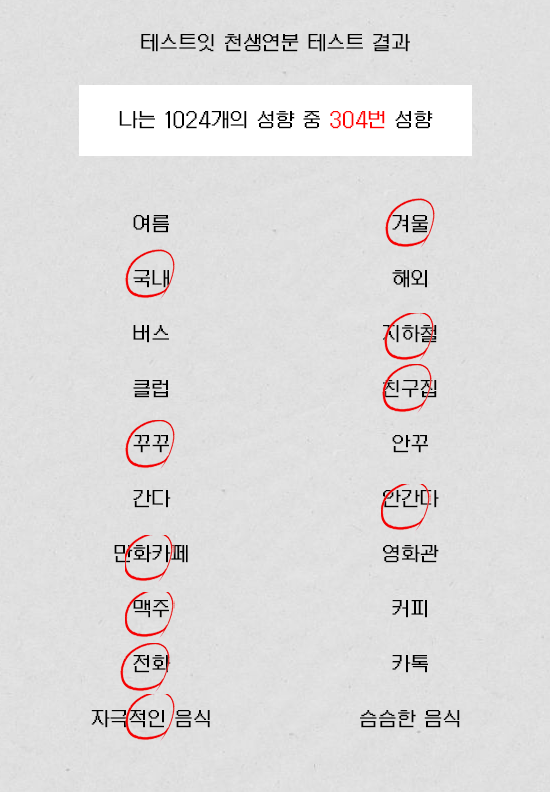 테스트잇 천생연분 테스트 결과
나는 1024개의 성향 중 304번 성향
여름 겨울
국내 해외
버스 지하철
클럽 친구집
꾸꾸 안꾸
간다 안간다
만화카페 영화관
맥주 커피
전화 카톡
자극적인 음식 슴슴한 음식